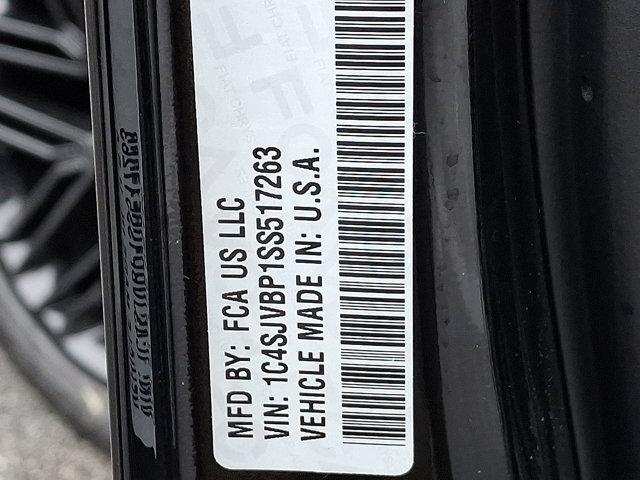 MFD BY: FCA US LLC
VIN: 1C4SJVBP1SS517263
VEHICLE MADE IN: U.S.A.